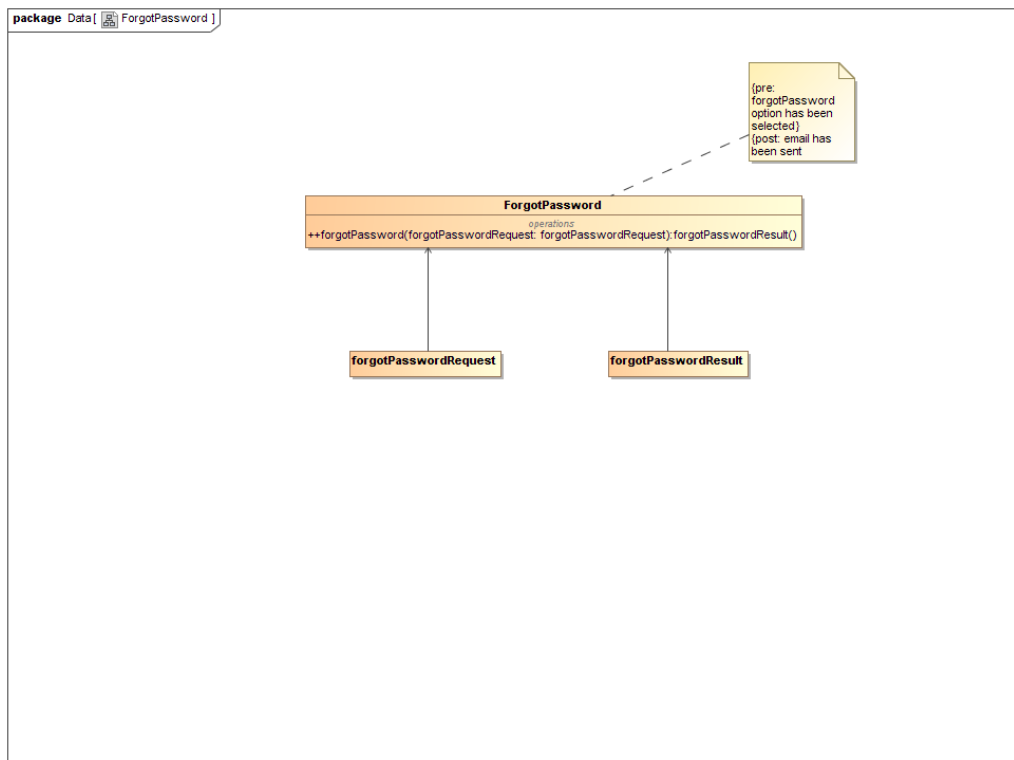 package Data [ ForgotPassword ]
{pre:
forgotPassword
option has been
selected}
{post: email has
been sent
ForgotPassword
operations
++forgotPassword(forgotPasswordRequest: forgotPasswordRequest):forgotPasswordResult()
forgotPasswordRequest
forgotPasswordResult